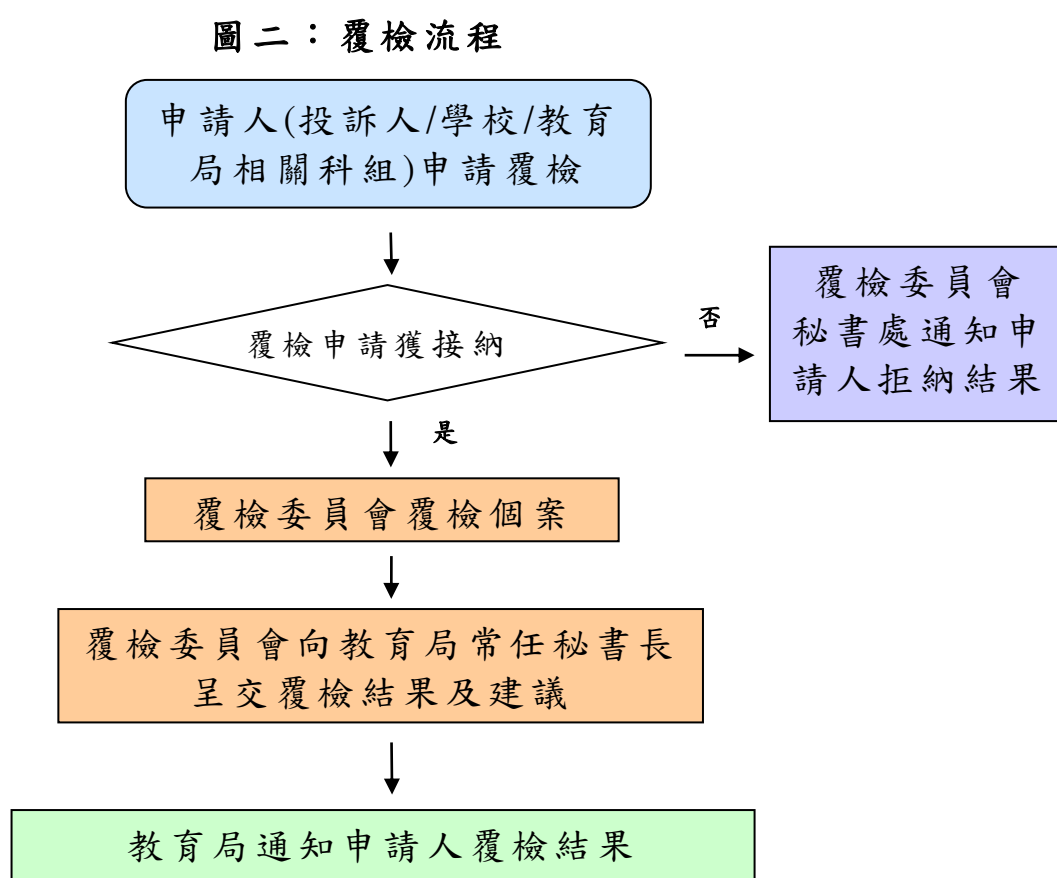 圖二：覆檢流程
申請人(投訴人/學校/教育
局相關科組)申請覆檢
覆檢申請獲接納
否
覆檢委員會
秘書處通知申
請人拒納結果
是
覆檢委員會覆檢個案
覆檢委員會向教育局常任秘書長
呈交覆檢結果及建議
教育局通知申請人覆檢結果